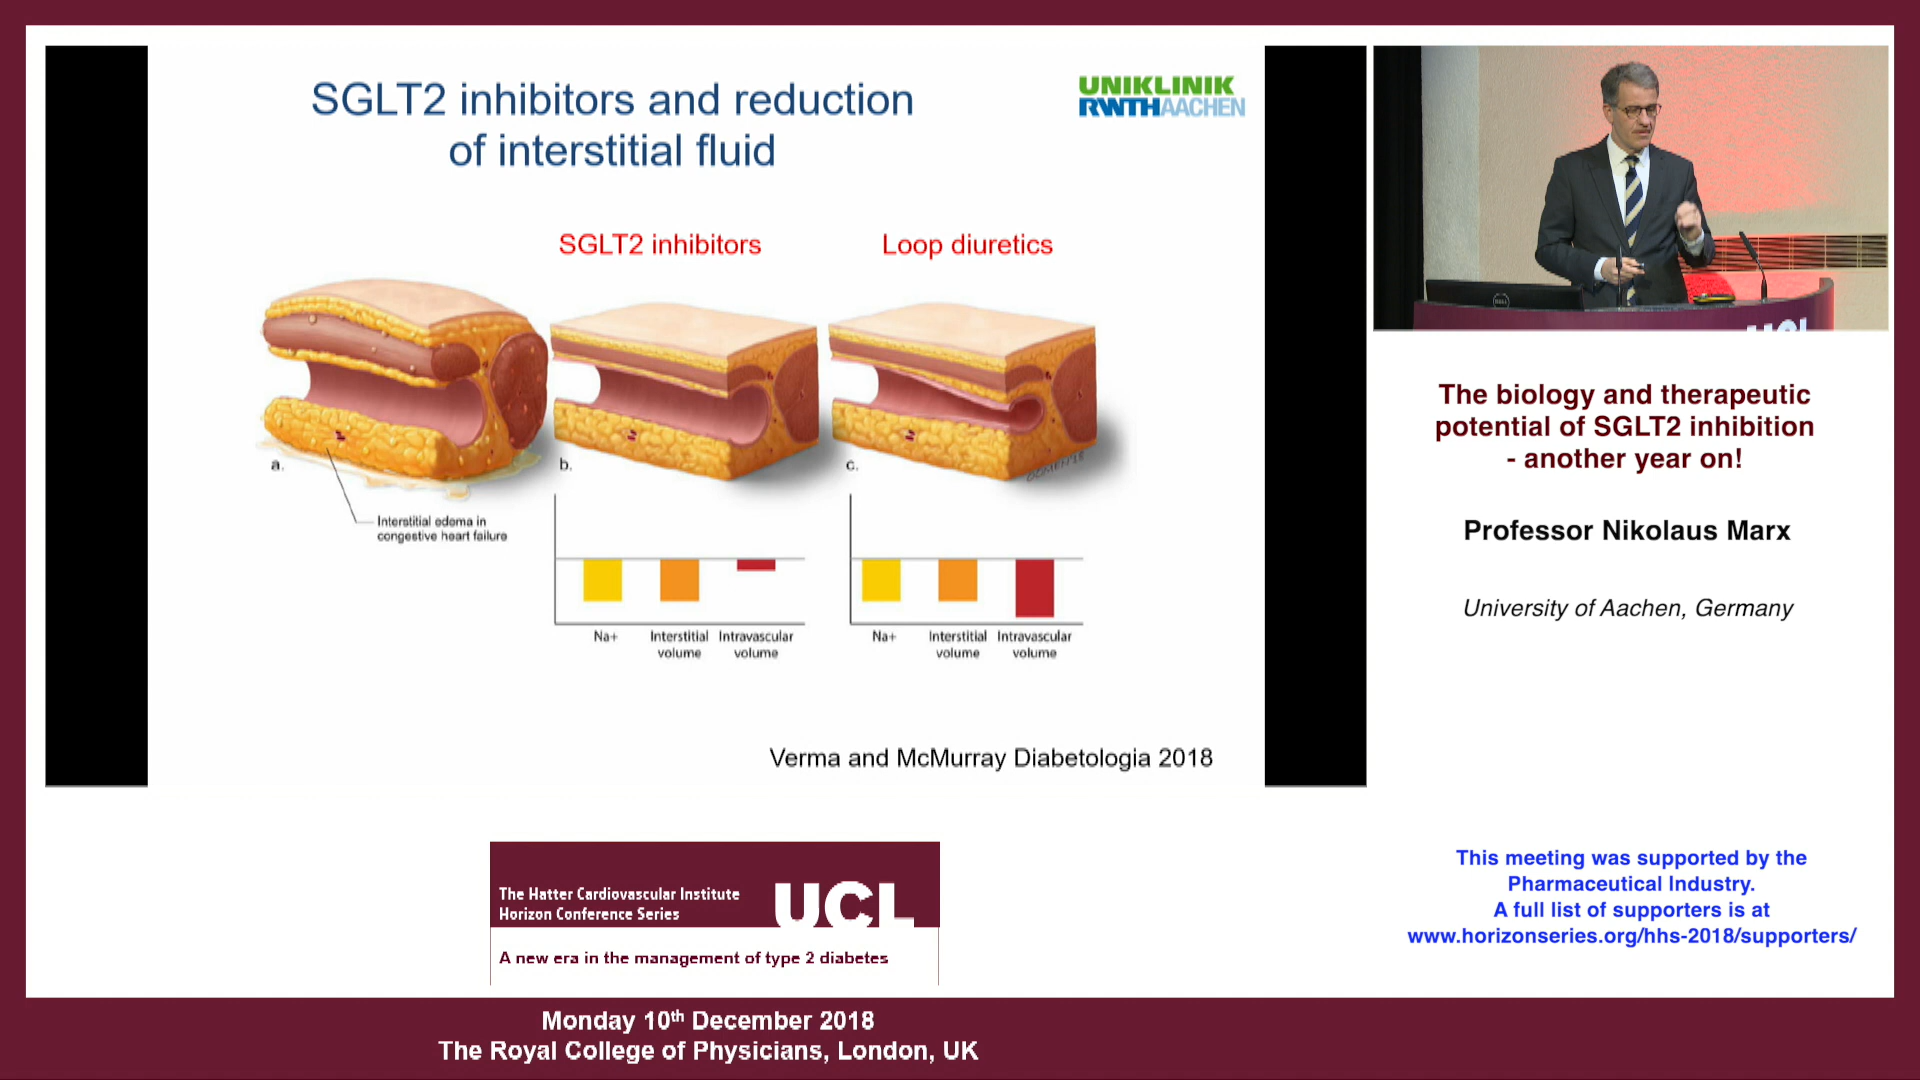 SGLT2 inhibitors and reduction
of interstitial fluid
UNIKLINIK
RWTHAACHEN
SGLT2 inhibitors
Loop diuretics
a.
b.
c.
Interstitial edema in
congestive heart failure
Na+
Interstitial
volume
Intravascular
volume
Na+
Interstitial
volume
Intravascular
volume
Verma and McMurray Diabetologia 2018
DELL
UCL
The biology and therapeutic
potential of SGLT2 inhibition
- another year on!
Professor Nikolaus Marx
University of Aachen, Germany
This meeting was supported by the
Pharmaceutical Industry.
A full list of supporters is at
www.horizonseries.org/hhs-2018/supporters/
The Hatter Cardiovascular Institute
Horizon Conference Series
UCL
A new era in the management of type 2 diabetes
Monday 10th December 2018
The Royal College of Physicians, London, UK